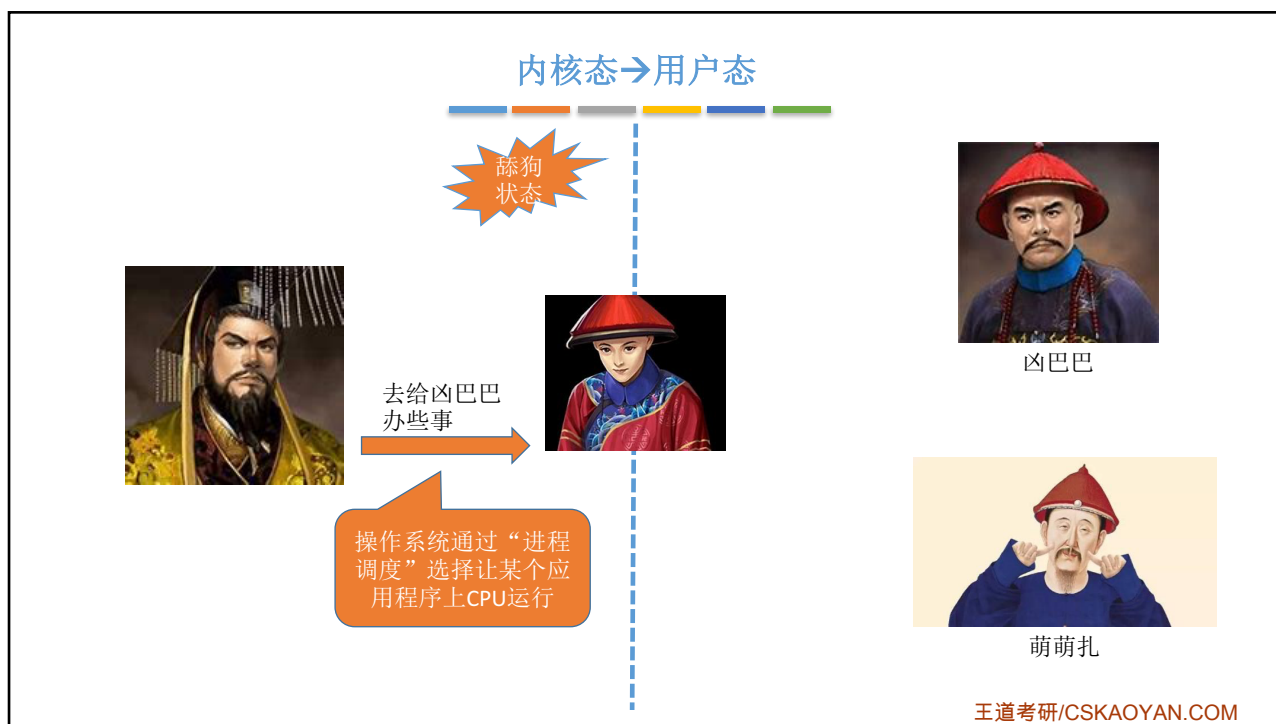 内核态→用户态
舔狗
状态
凶巴巴
去给凶巴巴
办些事
操作系统通过“进程
调度”选择让某个应
用程序上CPU运行
萌萌扎
王道考研/CSKAOYAN.COM